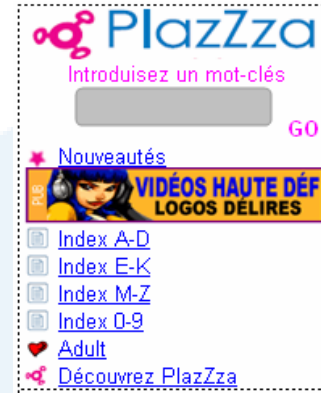 PlazZza
Introduisez un mot-clés
GO
Nouveautés
PUB
VIDÉOS HAUTE DÉF
LOGOS DÉLIRES
Index A-D
Index E-K
Index M-Z
Index 0-9
Adult
Découvrez PlazZza